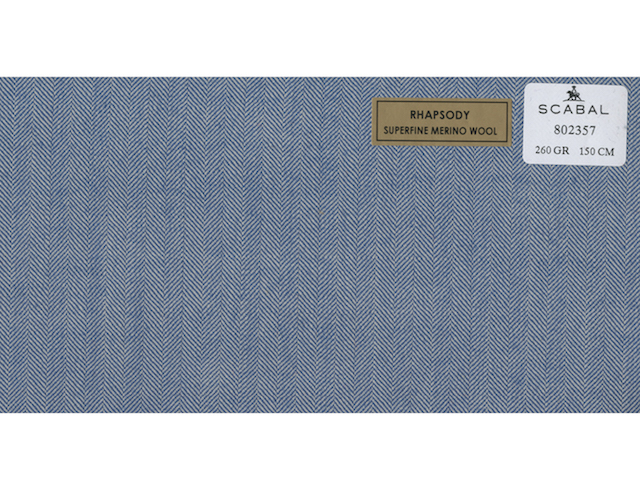 RHAPSODY
SUPERFINE MERINO WOOL
SCABAL
802357
260 GR 150 CM